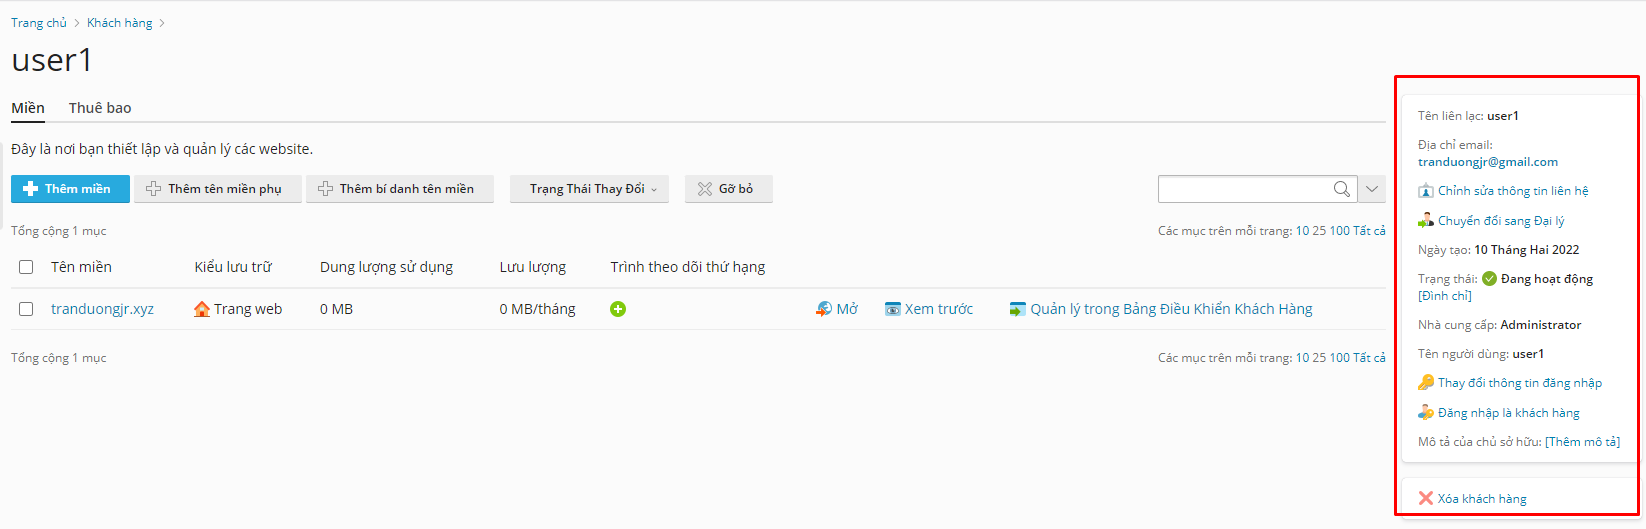 Trang chủ > Khách hàng >
user1
Miền Thuê bao
Đây là nơi bạn thiết lập và quản lý các website.
Thêm miền Thêm tên miền phụ Thêm bí danh tên miền Trạng Thái Thay Đổi Gỡ bỏ
Tổng cộng 1 mục Các mục trên mỗi trang: 10 25 100 Tất cả
Tên miền Kiểu lưu trữ Dung lượng sử dụng Lưu lượng Trình theo dõi thứ hạng
tranduongjr.xyz Trang web 0 MB 0 MB/tháng Mở Xem trước Quản lý trong Bảng Điều Khiển Khách Hàng
Tổng cộng 1 mục Các mục trên mỗi trang: 10 25 100 Tất cả
Tên liên lạc: user1
Địa chỉ email:
tranduongjr@gmail.com
Chỉnh sửa thông tin liên hệ
Chuyển đổi sang Đại lý
Ngày tạo: 10 Tháng Hai 2022
Trạng thái: Đang hoạt động
[Đình chỉ]
Nhà cung cấp: Administrator
Tên người dùng: user1
Thay đổi thông tin đăng nhập
Đăng nhập là khách hàng
Mô tả của chủ sở hữu: [Thêm mô tả]
Xóa khách hàng